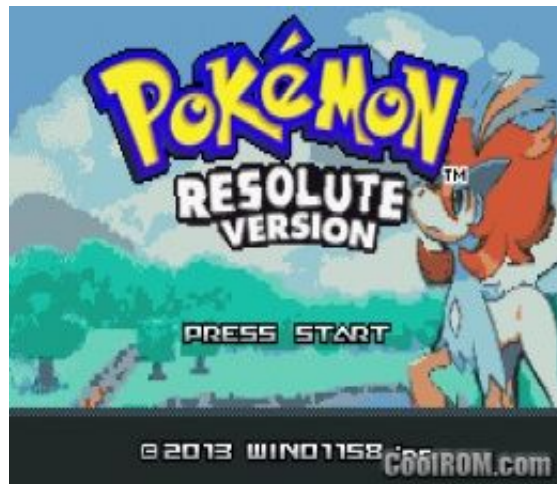 POKéMON
™
RESOLUTE
VERSION
PRESS START
© 2013 WIND1158
CoolROM.com